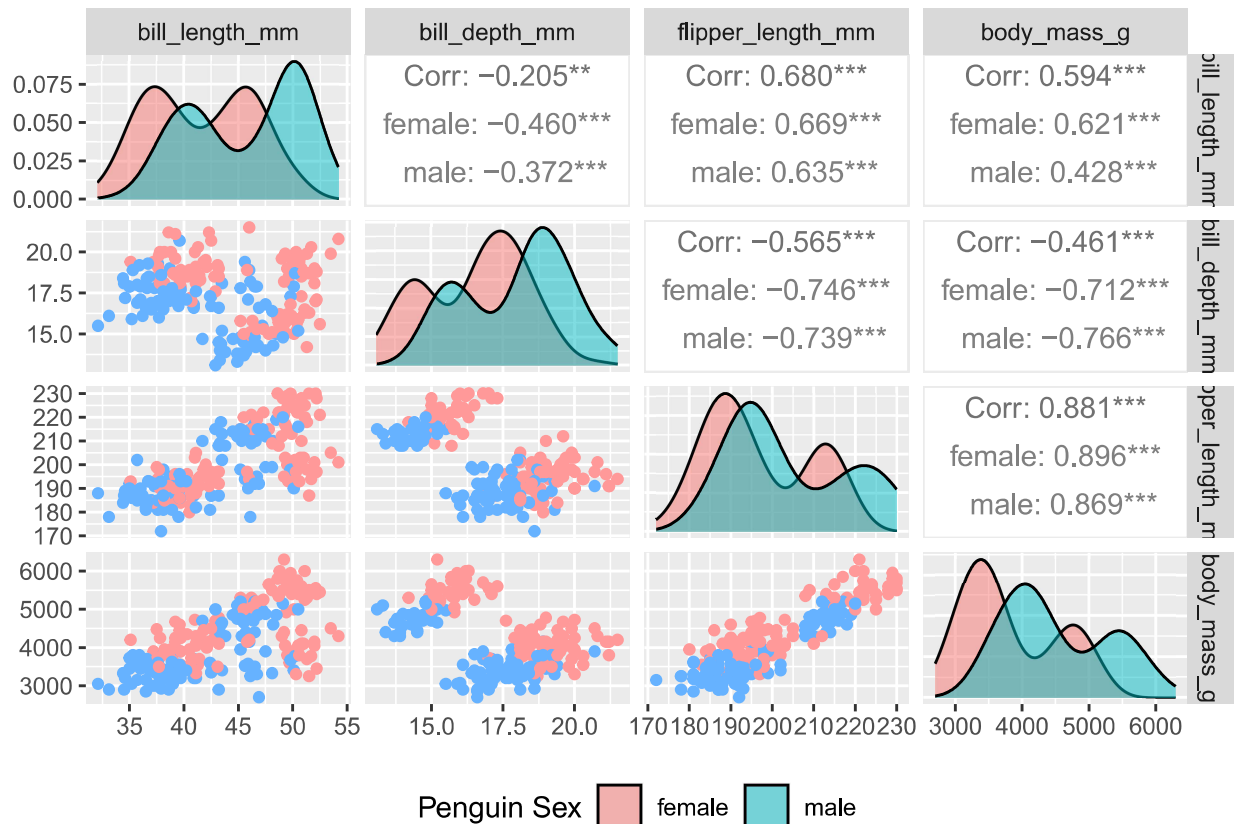 bill_length_mm bill_depth_mm flipper_length_mm body_mass_g
0.075
0.050
0.025
0.000
Corr: −0.205**
female: −0.460***
male: −0.372***
Corr: 0.680***
female: 0.669***
male: 0.635***
Corr: 0.594***
female: 0.621***
male: 0.428***
bill_length_mm
20.0
17.5
15.0
Corr: −0.565***
female: −0.746***
male: −0.739***
Corr: −0.461***
female: −0.712***
male: −0.766***
bill_depth_mm
230
220
210
200
190
180
170
Corr: 0.881***
female: 0.896***
male: 0.869***
pper_length_m
6000
5000
4000
3000
body_mass_g
35 40 45 50 55 15.0 17.5 20.0 170 180 190 200 210 220 230 3000 4000 5000 6000
Penguin Sex female male